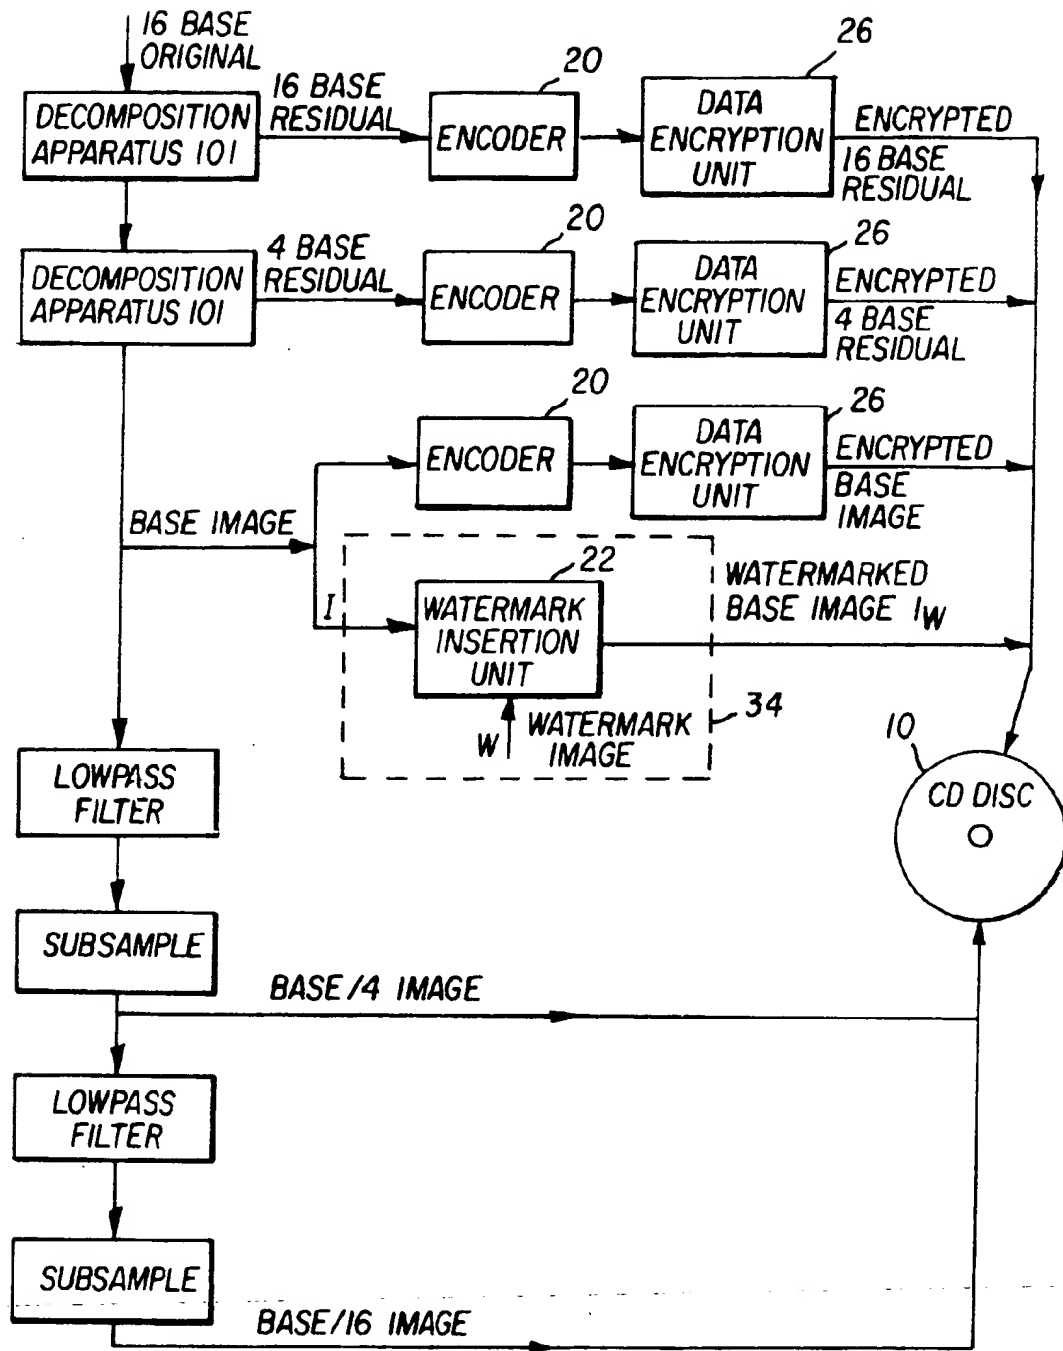 16 BASE
ORIGINAL
DECOMPOSITION
APPARATUS 101
16 BASE
RESIDUAL
20
ENCODER
26
DATA
ENCRYPTION
UNIT
ENCRYPTED
16 BASE
RESIDUAL
DECOMPOSITION
APPARATUS 101
4 BASE
RESIDUAL
20
ENCODER
26
DATA
ENCRYPTION
UNIT
ENCRYPTED
4 BASE
RESIDUAL
20
ENCODER
26
DATA
ENCRYPTION
UNIT
ENCRYPTED
BASE
IMAGE
BASE IMAGE
I
22
WATERMARK
INSERTION
UNIT
WATERMARKED
BASE IMAGE IW
W
WATERMARK
IMAGE
34
10
CD DISC
LOWPASS
FILTER
SUBSAMPLE
BASE/4 IMAGE
LOWPASS
FILTER
SUBSAMPLE
BASE/16 IMAGE